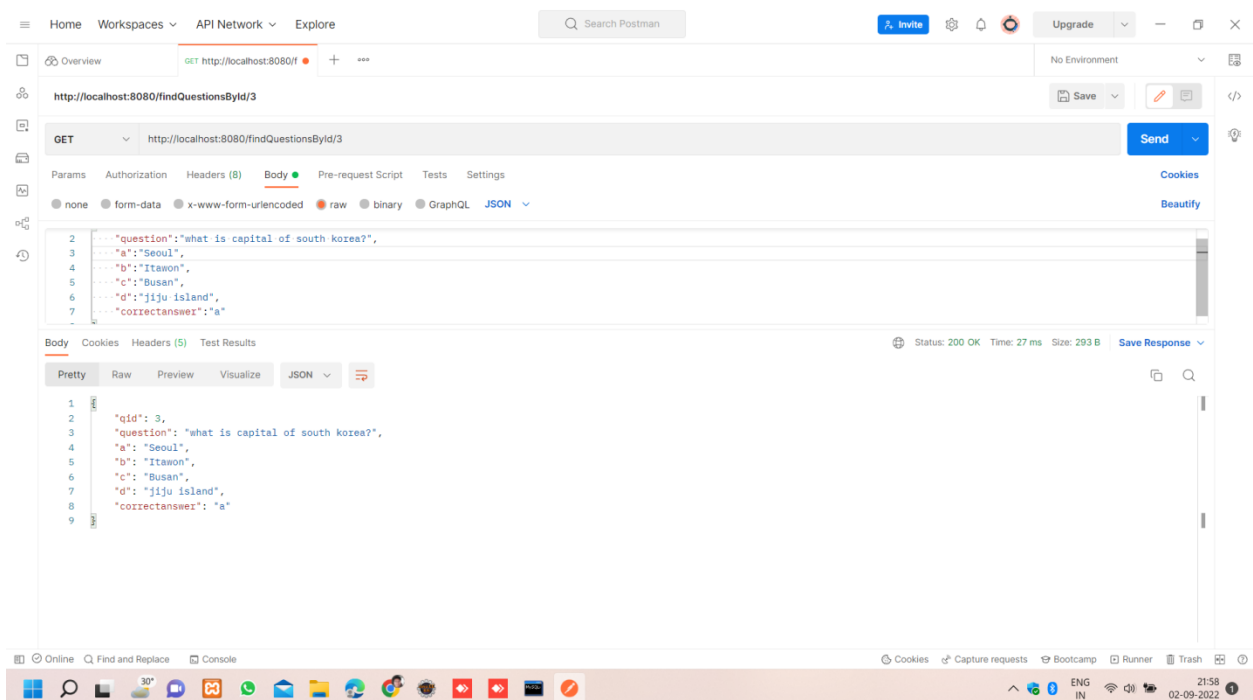 Home Workspaces API Network Explore Search Postman Invite Upgrade
Overview GET http://localhost:8080/f No Environment
http://localhost:8080/findQuestionsById/3 Save
GET http://localhost:8080/findQuestionsById/3 Send
Params Authorization Headers (8) Body Pre-request Script Tests Settings Cookies
none form-data x-www-form-urlencoded raw binary GraphQL JSON Beautify
2 "question":"what is capital of south korea?",
3 "a":"Seoul",
4 "b":"Itawon",
5 "c":"Busan",
6 "d":"jiju island",
7 "correctanswer":"a"
Body Cookies Headers (5) Test Results Status: 200 OK Time: 27 ms Size: 293 B Save Response
Pretty Raw Preview Visualize JSON
1 {
2 "qid": 3,
3 "question": "what is capital of south korea?",
4 "a": "Seoul",
5 "b": "Itawon",
6 "c": "Busan",
7 "d": "jiju island",
8 "correctanswer": "a"
9 }
Online Find and Replace Console Cookies Capture requests Bootcamp Runner Trash
30° ENG 21:58
IN 02-09-2022 1